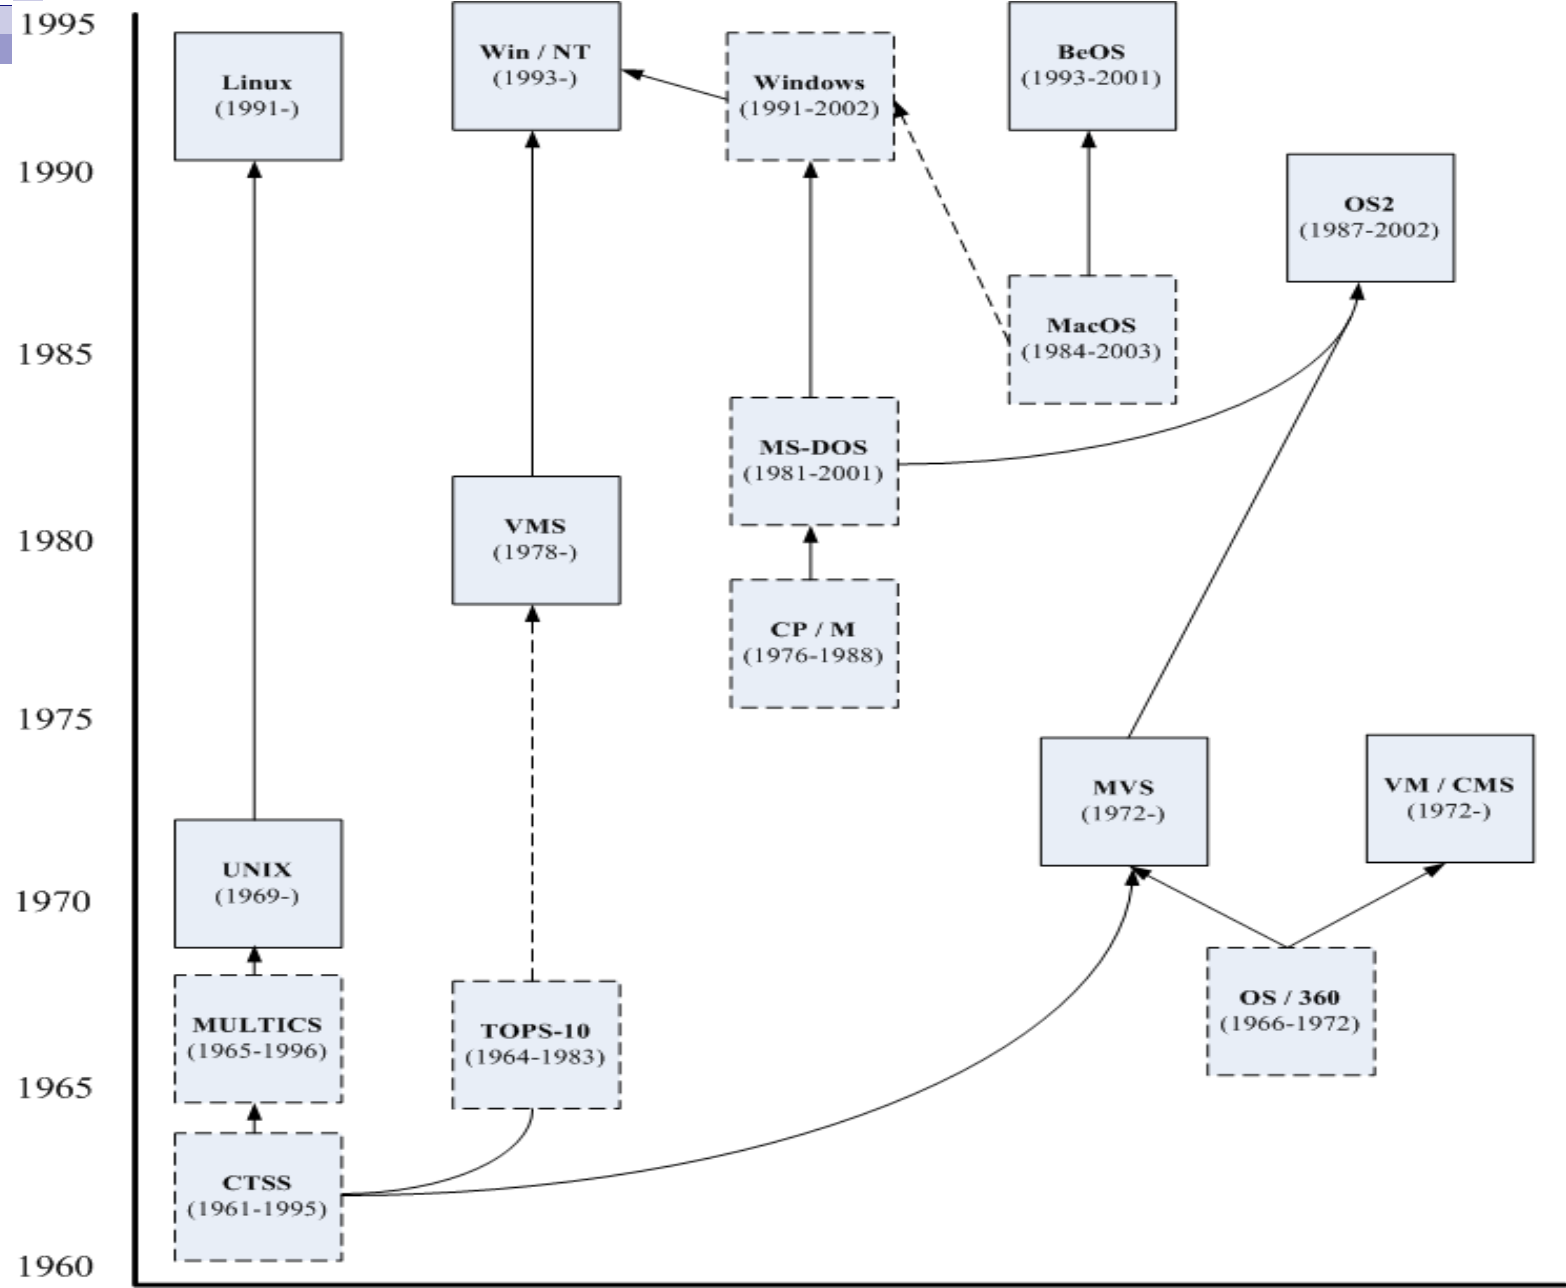 1995
Linux
(1991-)
Win / NT
(1993-)
Windows
(1991-2002)
BeOS
(1993-2001)
1990
OS2
(1987-2002)
MacOS
(1984-2003)
1985
MS-DOS
(1981-2001)
VMS
(1978-)
1980
CP / M
(1976-1988)
1975
MVS
(1972-)
VM / CMS
(1972-)
UNIX
(1969-)
1970
OS / 360
(1966-1972)
MULTICS
(1965-1996)
TOPS-10
(1964-1983)
1965
CTSS
(1961-1995)
1960